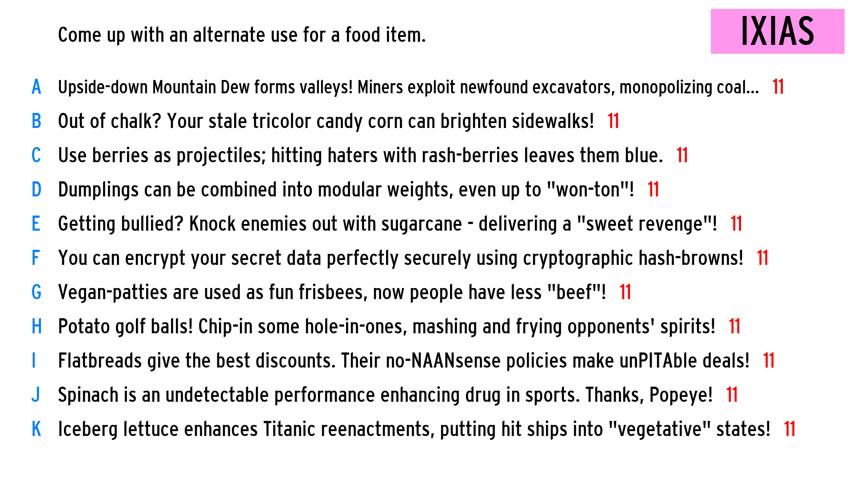 Come up with an alternate use for a food item.
IXIAS
A Upside-down Mountain Dew forms valleys! Miners exploit newfound excavators, monopolizing coal... 11
B Out of chalk? Your stale tricolor candy corn can brighten sidewalks! 11
C Use berries as projectiles; hitting haters with rash-berries leaves them blue. 11
D Dumplings can be combined into modular weights, even up to "won-ton"! 11
E Getting bullied? Knock enemies out with sugarcane - delivering a "sweet revenge"! 11
F You can encrypt your secret data perfectly securely using cryptographic hash-browns! 11
G Vegan-patties are used as fun frisbees, now people have less "beef"! 11
H Potato golf balls! Chip-in some hole-in-ones, mashing and frying opponents' spirits! 11
I Flatbreads give the best discounts. Their no-NAANsense policies make unPITAble deals! 11
J Spinach is an undetectable performance enhancing drug in sports. Thanks, Popeye! 11
K Iceberg lettuce enhances Titanic reenactments, putting hit ships into "vegetative" states! 11